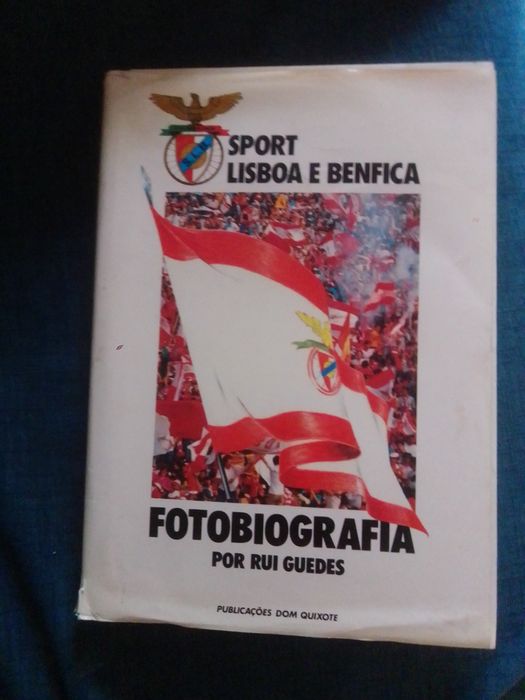 S.L.B.
SPORT
LISBOA E BENFICA
FOTOBIOGRAFIA
POR RUI GUEDES
PUBLICAÇÕES DOM QUIXOTE